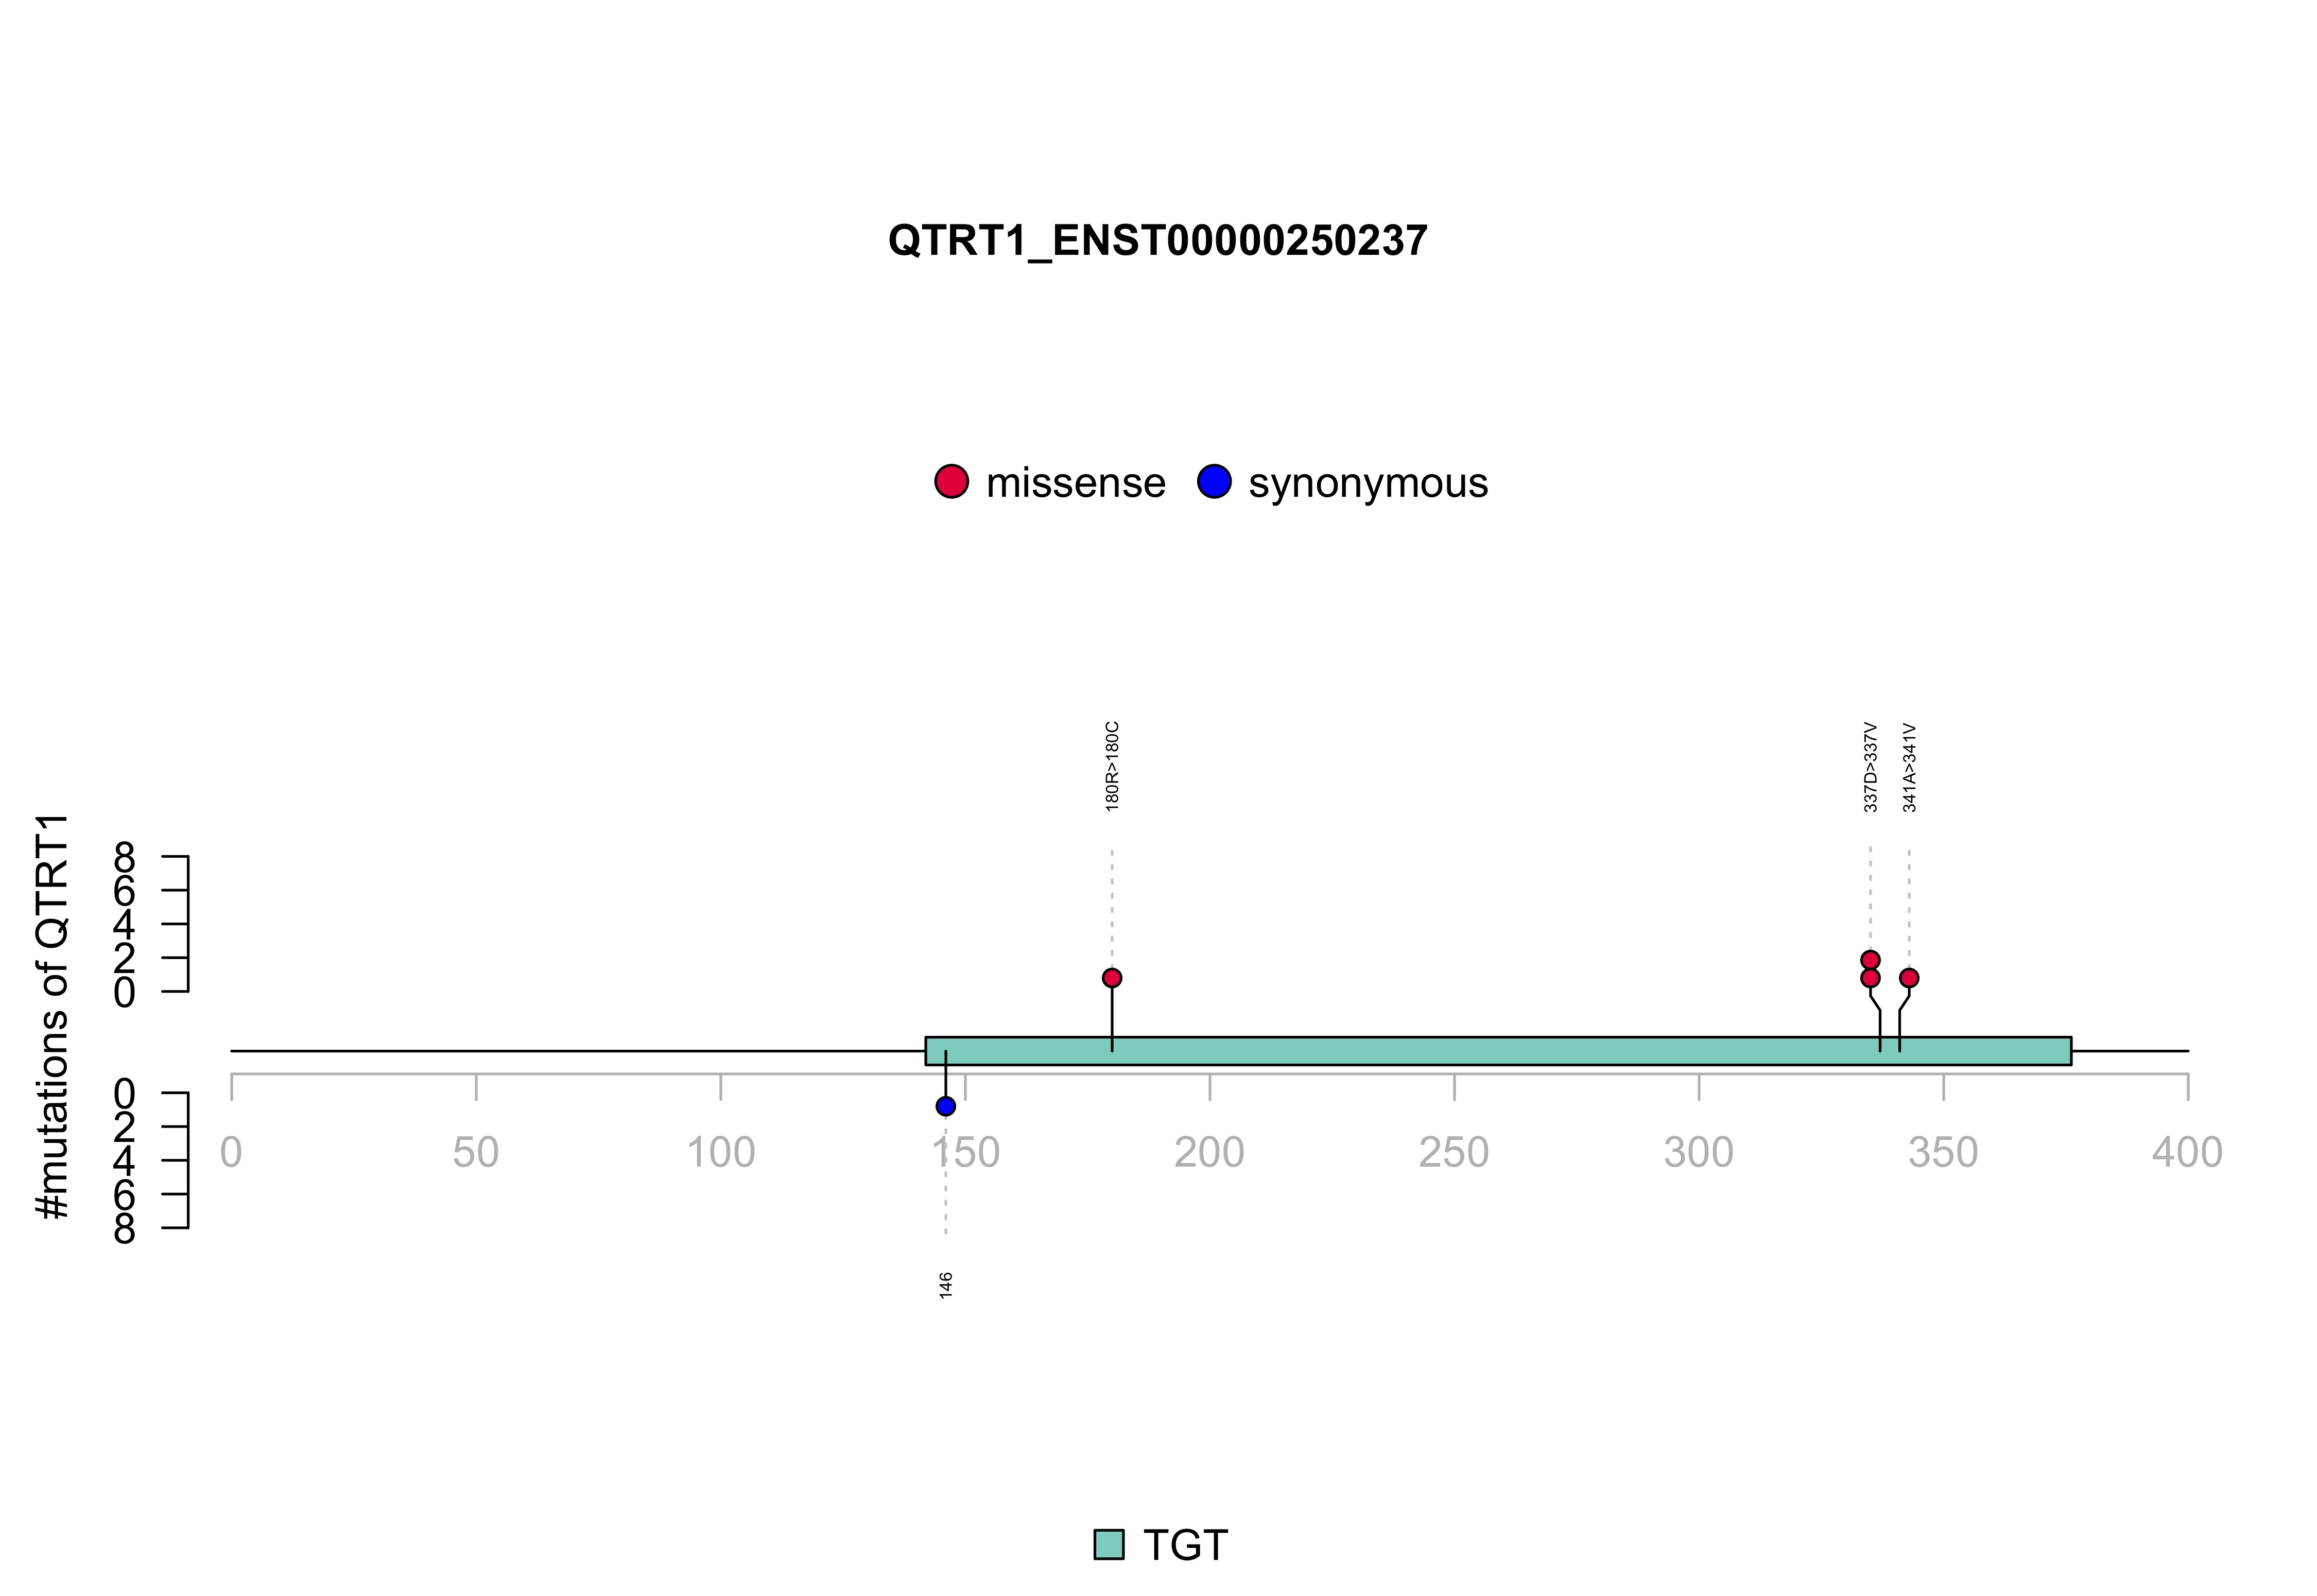 QTRT1_ENST00000250237
missense synonymous
180R>180C
337D>337V
341A>341V
#mutations of QTRT1
8
6
4
2
0
0
2
4
6
8
0 50 100 150 200 250 300 350 400
146
TGT